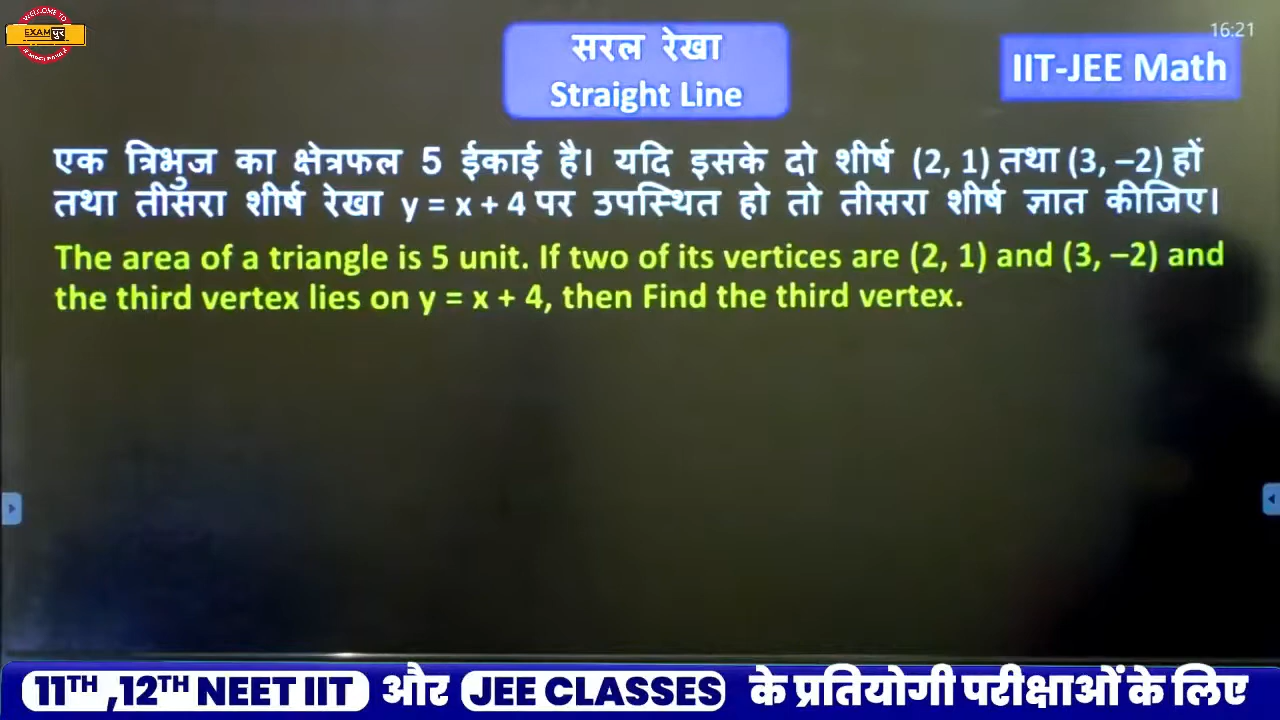 WELCOME TO
EXAM पुर
16:21
सरल रेखा
Straight Line
IIT-JEE Math
एक त्रिभुज का क्षेत्रफल 5 ईकाई है। यदि इसके दो शीर्ष (2, 1) तथा (3, –2) हों
तथा तीसरा शीर्ष रेखा y = x + 4 पर उपस्थित हो तो तीसरा शीर्ष ज्ञात कीजिए।
The area of a triangle is 5 unit. If two of its vertices are (2, 1) and (3, –2) and
the third vertex lies on y = x + 4, then Find the third vertex.
11TH ,12TH NEET IIT और JEE CLASSES के प्रतियोगी परीक्षाओं के लिए